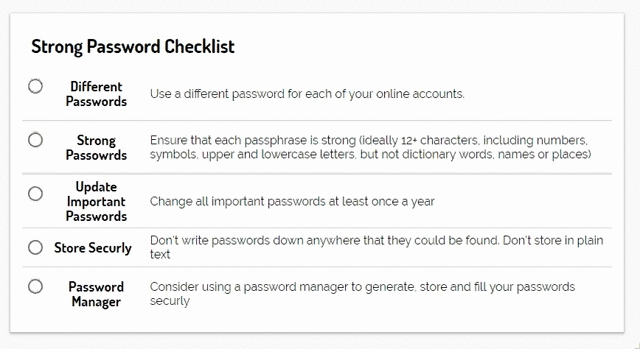 Strong Password Checklist
Different
Passwords
Use a different password for each of your online accounts.
Strong
Passowrds
Ensure that each passphrase is strong (ideally 12+ characters, including numbers,
symbols, upper and lowercase letters, but not dictionary words, names or places)
Update
Important
Passwords
Change all important passwords at least once a year
Store Securly
Don't write passwords down anywhere that they could be found. Don't store in plain
text
Password
Manager
Consider using a password manager to generate, store and fill your passwords
securly